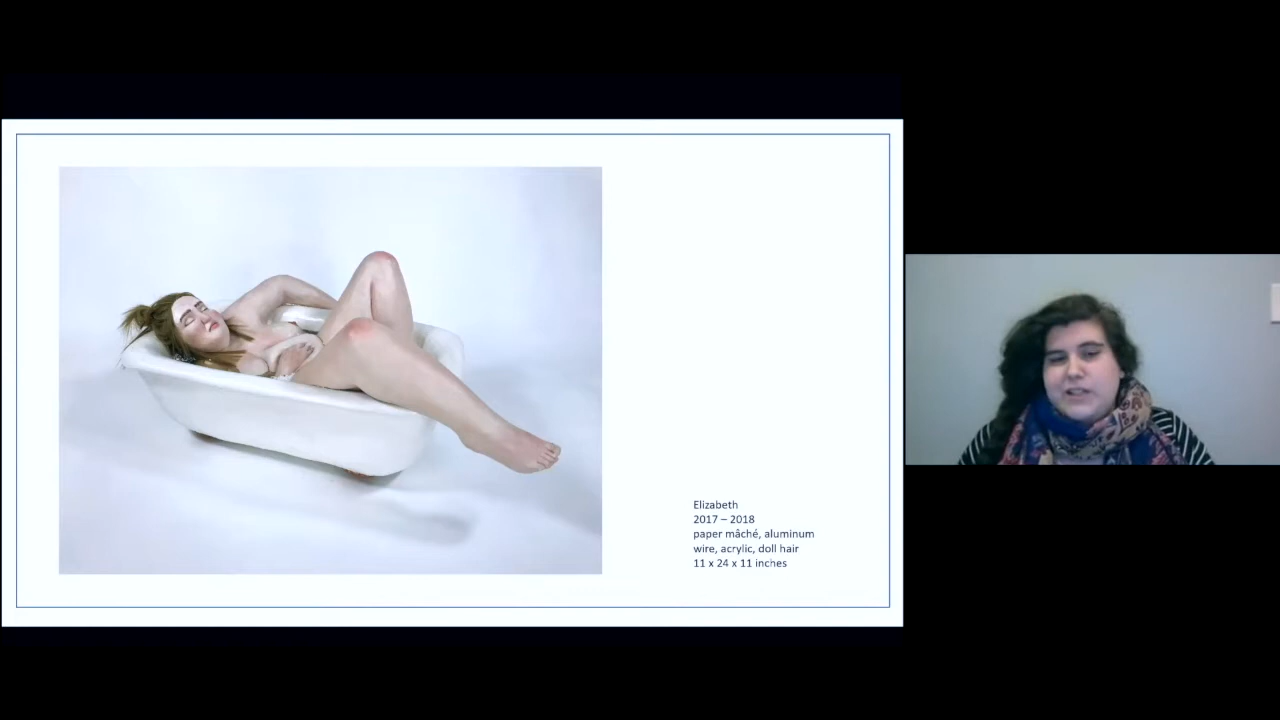 Elizabeth
2017 – 2018
paper mâché, aluminum
wire, acrylic, doll hair
11 x 24 x 11 inches